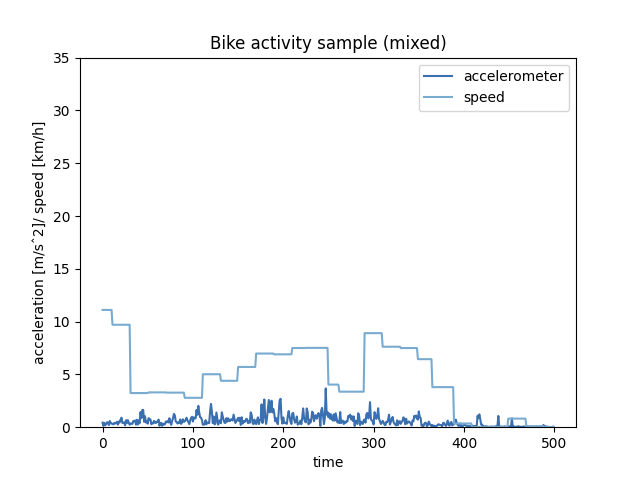 Bike activity sample (mixed)
acceleration [m/sˆ2]/ speed [km/h]
35
30
25
20
15
10
5
0
accelerometer
speed
0 100 200 300 400 500
time